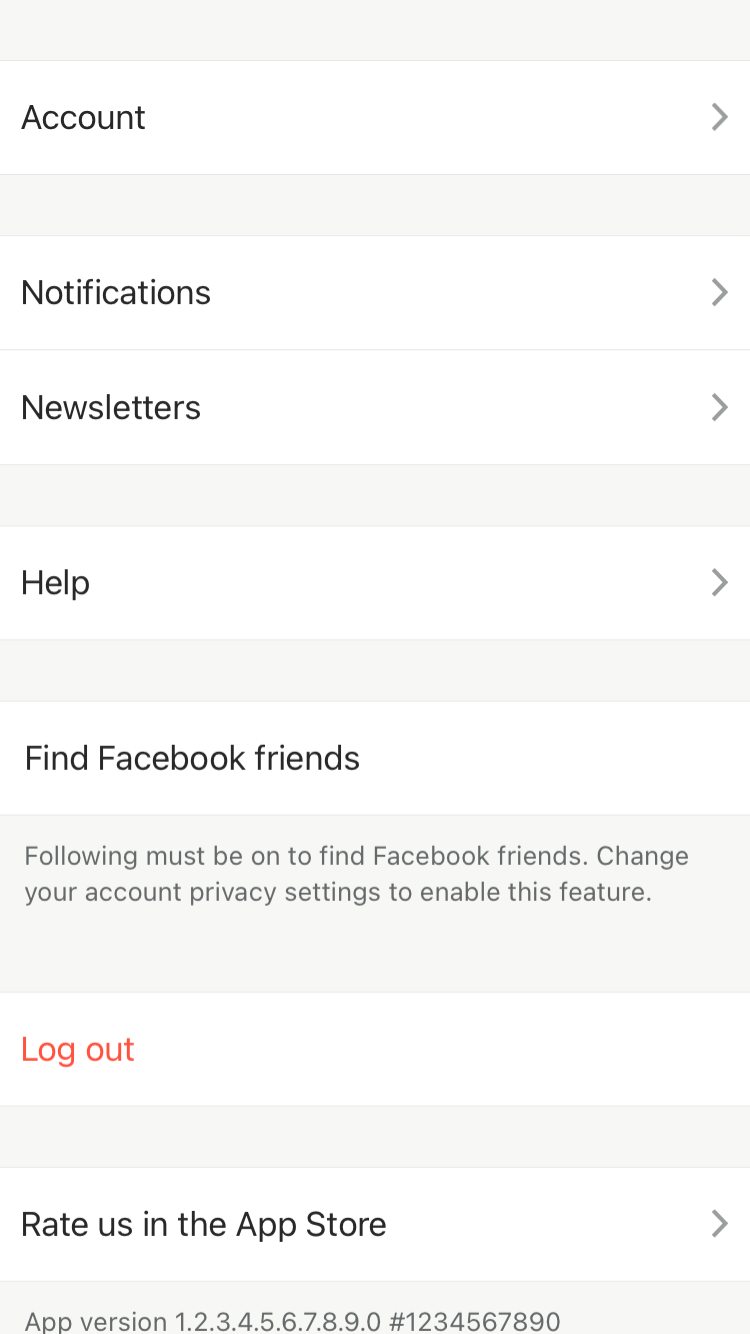 Account
Notifications
Newsletters
Help
Find Facebook friends
Following must be on to find Facebook friends. Change
your account privacy settings to enable this feature.
Log out
Rate us in the App Store
App version 1.2.3.4.5.6.7.8.9.0 #1234567890